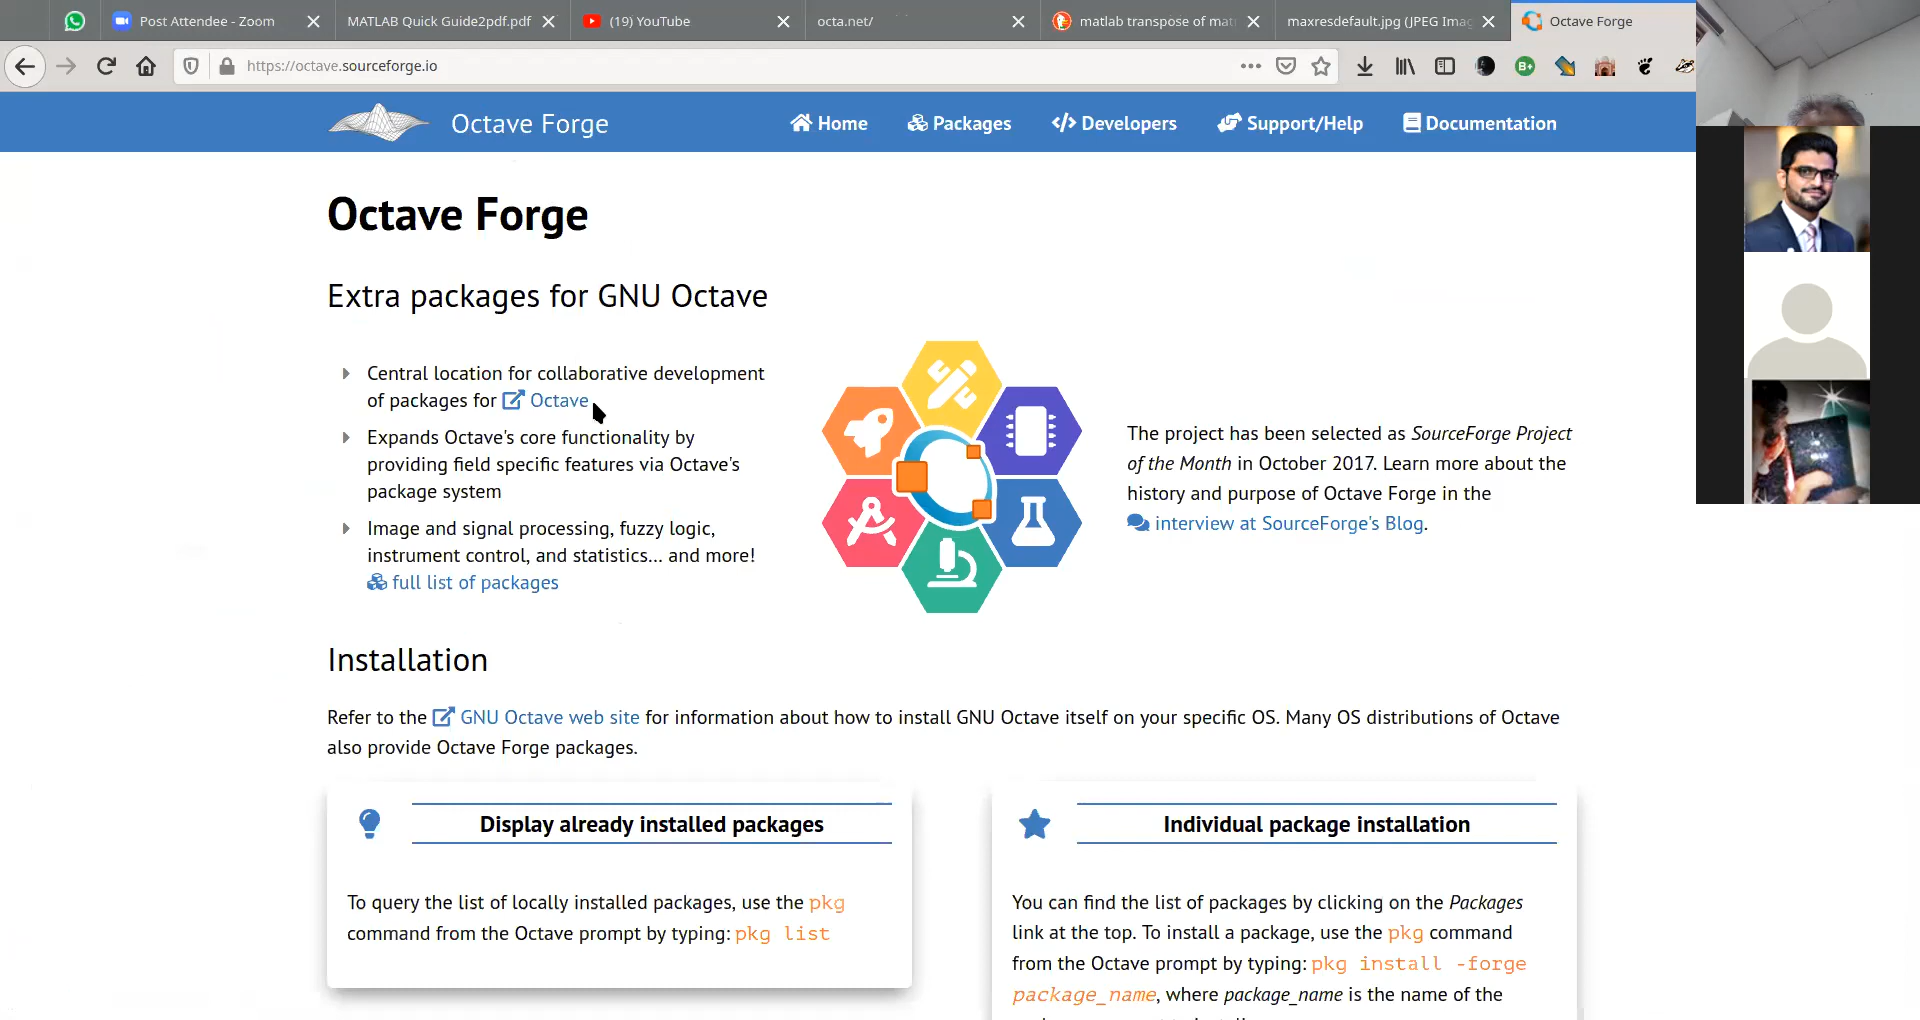 Post Attendee - Zoom
MATLAB Quick Guide2pdf.pdf
(19) YouTube
octa.net/
matlab transpose of mat
maxresdefault.jpg (JPEG Ima
Octave Forge
https://octave.sourceforge.io
Octave Forge
Home
Packages
Developers
Support/Help
Documentation
Octave Forge
Extra packages for GNU Octave
Central location for collaborative development
of packages for Octave
Expands Octave's core functionality by
providing field specific features via Octave's
package system
Image and signal processing, fuzzy logic,
instrument control, and statistics... and more!
full list of packages
The project has been selected as SourceForge Project
of the Month in October 2017. Learn more about the
history and purpose of Octave Forge in the
interview at SourceForge's Blog.
Installation
Refer to the GNU Octave web site for information about how to install GNU Octave itself on your specific OS. Many OS distributions of Octave
also provide Octave Forge packages.
Display already installed packages
To query the list of locally installed packages, use the pkg
command from the Octave prompt by typing: pkg list
Individual package installation
You can find the list of packages by clicking on the Packages
link at the top. To install a package, use the pkg command
from the Octave prompt by typing: pkg install -forge
package_name, where package_name is the name of the